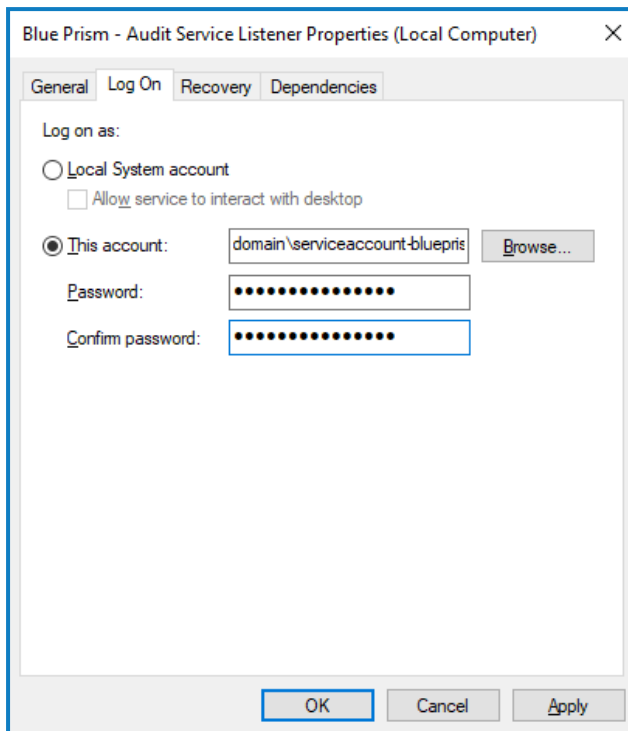 Blue Prism - Audit Service Listener Properties (Local Computer)
General Log On Recovery Dependencies
Log on as:
Local System account
Allow service to interact with desktop
This account: domain\serviceaccount-bluepris Browse...
Password: ●●●●●●●●●●●●●●●
Confirm password: ●●●●●●●●●●●●●●●
OK Cancel Apply